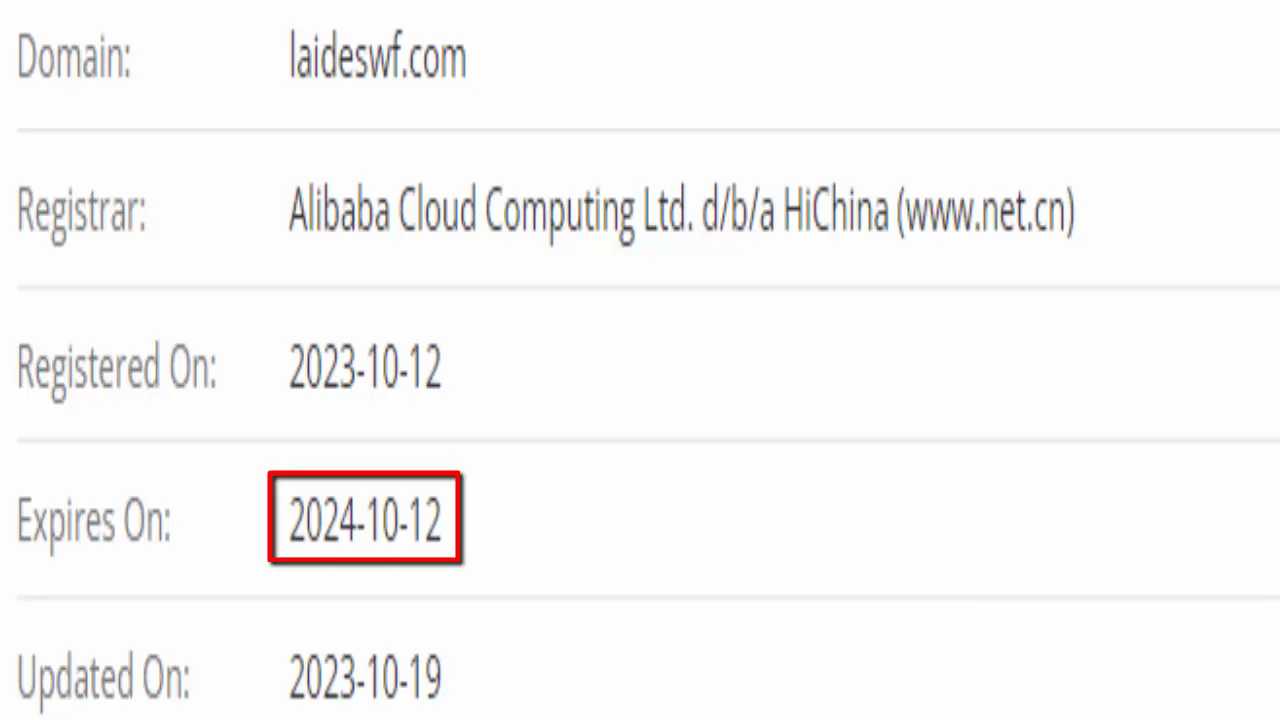 Domain: laideswf.com
Registrar: Alibaba Cloud Computing Ltd. d/b/a HiChina (www.net.cn)
Registered On: 2023-10-12
Expires On: 2024-10-12
Updated On: 2023-10-19